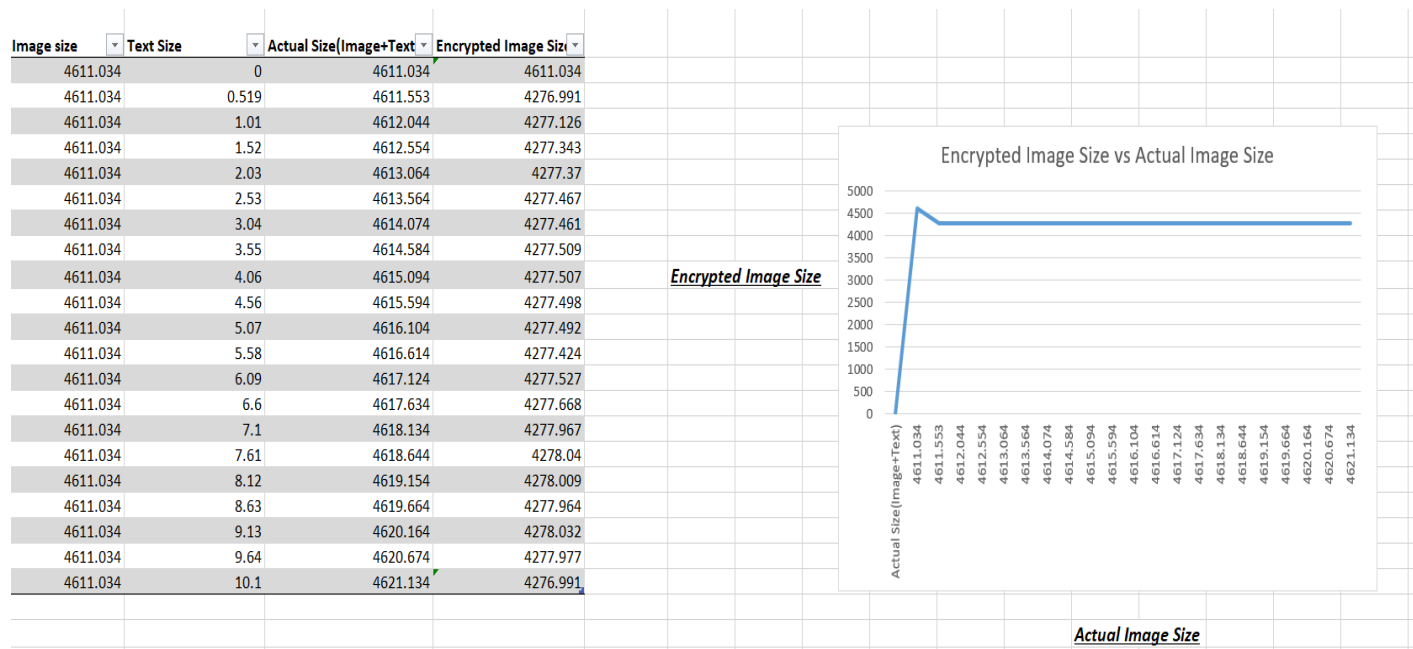 Image size Text Size Actual Size(Image+Text Encrypted Image Siz
4611.034 0 4611.034 4611.034
4611.034 0.519 4611.553 4276.991
4611.034 1.01 4612.044 4277.126
4611.034 1.52 4612.554 4277.343
4611.034 2.03 4613.064 4277.37
4611.034 2.53 4613.564 4277.467
4611.034 3.04 4614.074 4277.461
4611.034 3.55 4614.584 4277.509
4611.034 4.06 4615.094 4277.507
4611.034 4.56 4615.594 4277.498
4611.034 5.07 4616.104 4277.492
4611.034 5.58 4616.614 4277.424
4611.034 6.09 4617.124 4277.527
4611.034 6.6 4617.634 4277.668
4611.034 7.1 4618.134 4277.967
4611.034 7.61 4618.644 4278.04
4611.034 8.12 4619.154 4278.009
4611.034 8.63 4619.664 4277.964
4611.034 9.13 4620.164 4278.032
4611.034 9.64 4620.674 4277.977
4611.034 10.1 4621.134 4276.991
Encrypted Image Size
Encrypted Image Size vs Actual Image Size
5000
4500
4000
3500
3000
2500
2000
1500
1000
500
0
Actual Size(Image+Text)
4611.034
4611.553
4612.044
4612.554
4613.064
4613.564
4614.074
4614.584
4615.094
4615.594
4616.104
4616.614
4617.124
4617.634
4618.134
4618.644
4619.154
4619.664
4620.164
4620.674
4621.134
Actual Image Size